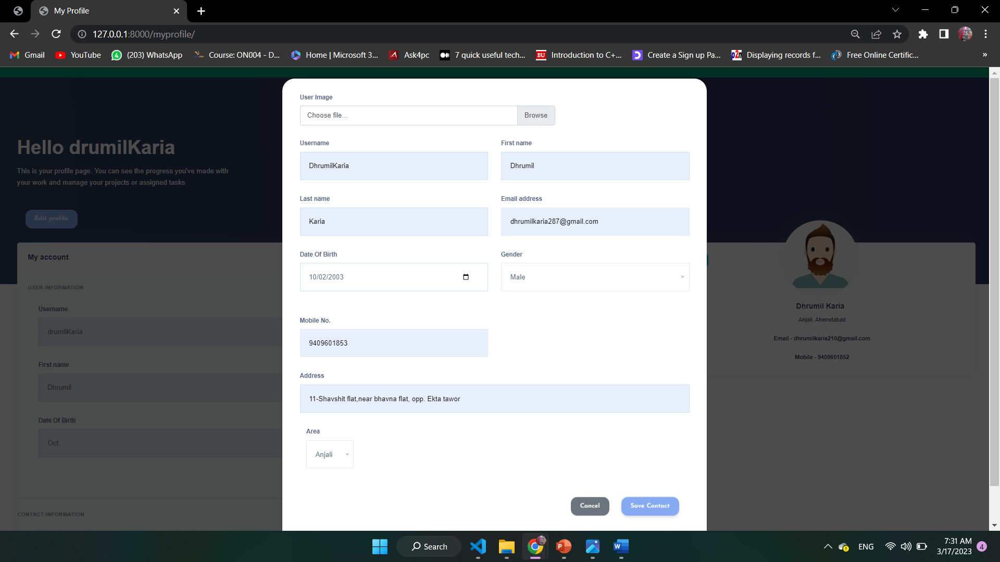 My Profile
127.0.0.1:8000/myprofile/
Gmail
YouTube
(203) WhatsApp
Course: ON004 - D...
Home | Microsoft 3...
Ask4pc
7 quick useful tech...
BU
Introduction to C+...
Create a Sign up Pa...
p2n
Displaying records f...
Free Online Certific...
»
Hello drumilKaria
This is your profile page. You can see the progress you've made with
your work and manage your projects or assigned tasks
Edit profile
My account
USER INFORMATION
Username
drumilKaria
First name
Dhrumil
Date Of Birth
Oct.
CONTACT INFORMATION
User Image
Choose file...
Browse
Username
First name
DhrumilKaria
Dhrumil
Last name
Email address
Karia
dhrumilkaria287@gmail.com
Date Of Birth
Gender
10/02/2003
Male
Mobile No.
9409601853
Address
11-Shavshit flat,near bhavna flat, opp. Ekta tawor
Area
Anjali
Cancel
Save Contact
Dhrumil Karia
Anjali, Ahemdabad
Email - dhrumilkaria210@gmail.com
Mobile - 9409601852
Search
ENG
7:31 AM
3/17/2023
4